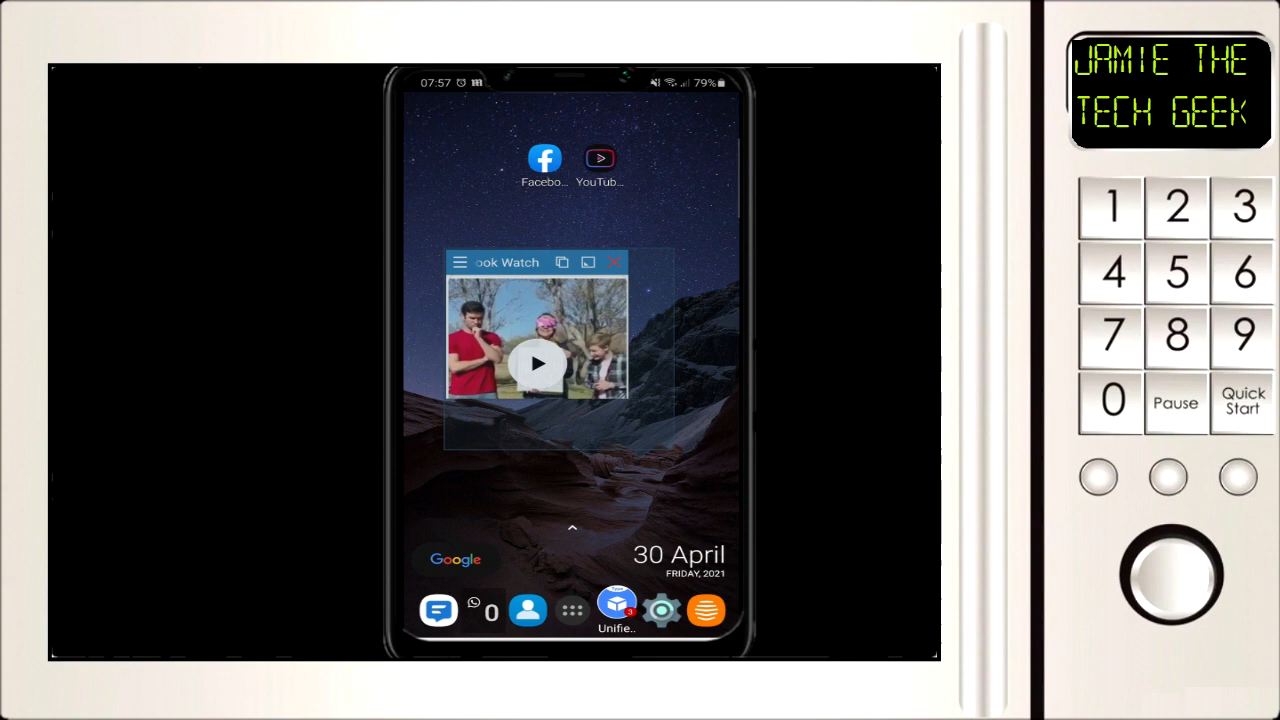 JAMIE THE
TECH GEEK
07:57
79%
Facebo...
YouTub...
ook Watch
Google
30 April
FRIDAY, 2021
0
3
Unifie..
1 2 3
4 5 6
7 8 9
0 Pause Quick Start